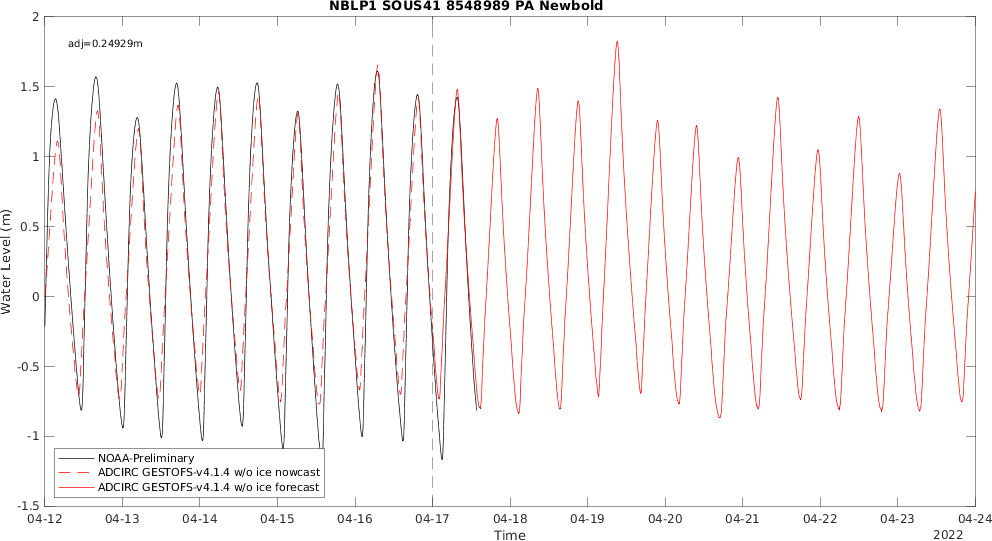 NBLP1 SOUS41 8548989 PA Newbold
adj=0.24929m
2
1.5
1
0.5
0
-0.5
-1
-1.5
Water Level (m)
NOAA-Preliminary
ADCIRC GESTOFS-v4.1.4 w/o ice nowcast
ADCIRC GESTOFS-v4.1.4 w/o ice forecast
04-12 04-13 04-14 04-15 04-16 04-17 04-18 04-19 04-20 04-21 04-22 04-23 04-24
Time
2022